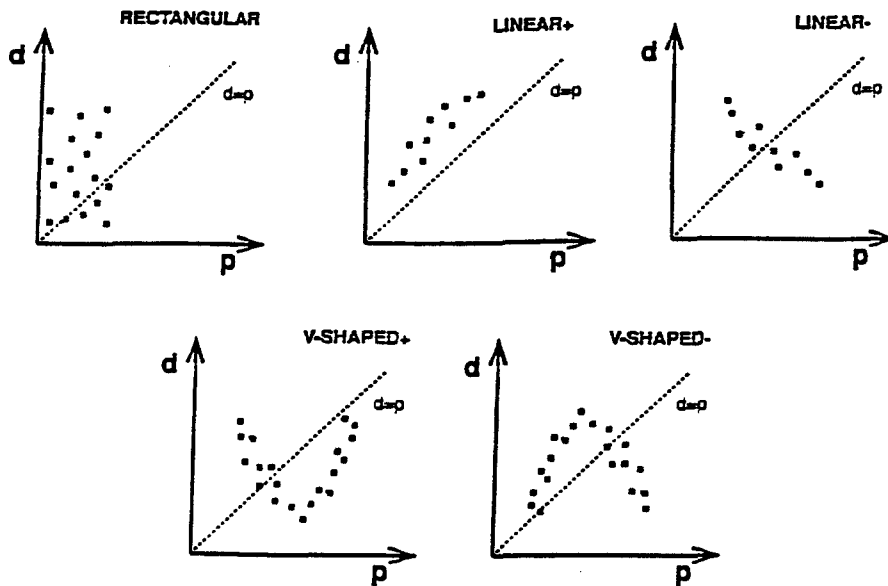 RECTANGULAR
d
d=p
p
LINEAR+
d
d=p
p
LINEAR-
d
d=p
p
V-SHAPED+
d
d=p
p
V-SHAPED-
d
d=p
p